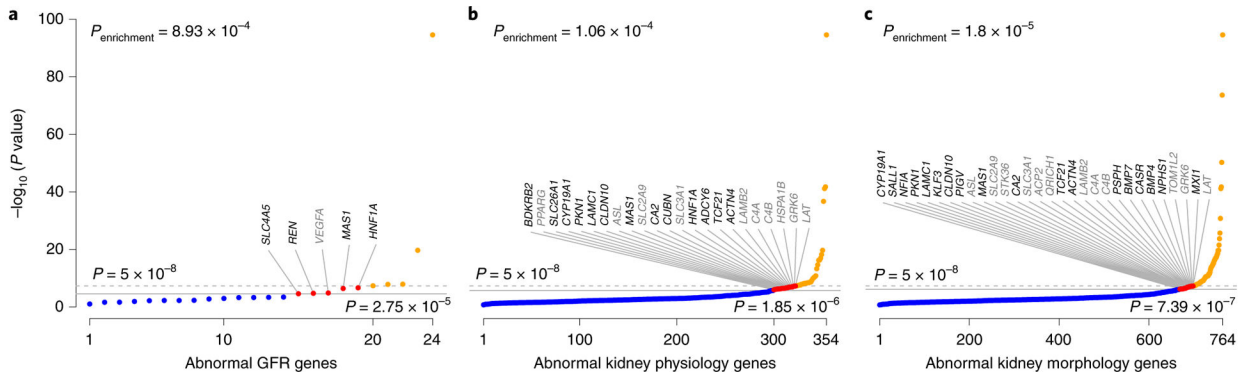 a
100
80
60
40
20
0
–log10 (P value)
Penrichment = 8.93 × 10–4
SLC4A5
REN
VEGFA
MAS1
HNF1A
P = 5 × 10–8
P = 2.75 × 10–5
1
10
20
24
Abnormal GFR genes
b
Penrichment = 1.06 × 10–4
BDKRB2
PPARG
SLC26A1
CYP19A1
PKN1
LAMC1
CLDN10
ASL
MAS1
SLC2A9
CA2
CUBN
SLC3A1
HNF1A
ADCY6
TCF21
ACTN4
LAMB2
C4A
C4B
HSPA1B
GRK6
LAT
P = 5 × 10–8
P = 1.85 × 10–6
1
100
200
300
354
Abnormal kidney physiology genes
c
Penrichment = 1.8 × 10–5
CYP19A1
SALL1
NFIA
PKN1
LAMC1
KLF3
CLDN10
PIGV
ASL
MAS1
SLC2A9
STK36
CA2
SLC3A1
ACP2
QRICH1
TCF21
ACTN4
LAMB2
C4A
C4B
PSPH
BMP7
CASR
BMP4
NPHS1
TOM1L2
GRK6
MXI1
LAT
P = 5 × 10–8
P = 7.39 × 10–7
1
200
400
600
764
Abnormal kidney morphology genes